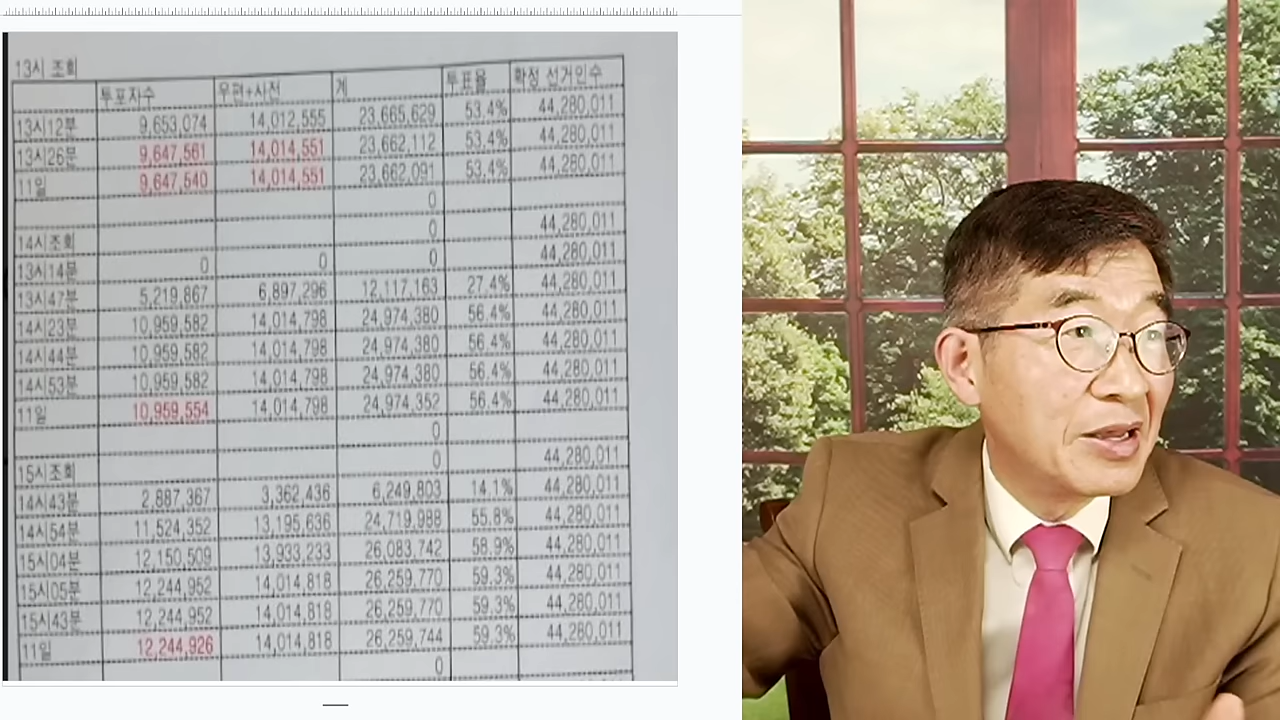 13시 조회
투표자수 우편+사전 계 투표율 확정 선거인수
13시12분 9,653,074 14,012,555 23,665,629 53.4% 44,280,011
13시26분 9,647,561 14,014,551 23,662,112 53.4% 44,280,011
11일 9,647,540 14,014,551 23,662,091 53.4% 44,280,011
0
14시조회 0 44,280,011
13시14분 0 0 0 44,280,011
13시47분 5,219,867 6,897,296 12,117,163 27.4% 44,280,011
14시23분 10,959,582 14,014,798 24,974,380 56.4% 44,280,011
14시44분 10,959,582 14,014,798 24,974,380 56.4% 44,280,011
14시53분 10,959,582 14,014,798 24,974,380 56.4% 44,280,011
11일 10,959,554 14,014,798 24,974,352 56.4% 44,280,011
0
15시조회 0 44,280,011
14시43분 2,887,367 3,362,436 6,249,803 14.1% 44,280,011
14시54분 11,524,352 13,195,636 24,719,988 55.8% 44,280,011
15시04분 12,150,509 13,933,233 26,083,742 58.9% 44,280,011
15시05분 12,244,952 14,014,818 26,259,770 59.3% 44,280,011
15시43분 12,244,952 14,014,818 26,259,770 59.3% 44,280,011
11일 12,244,926 14,014,818 26,259,744 59.3% 44,280,011
0